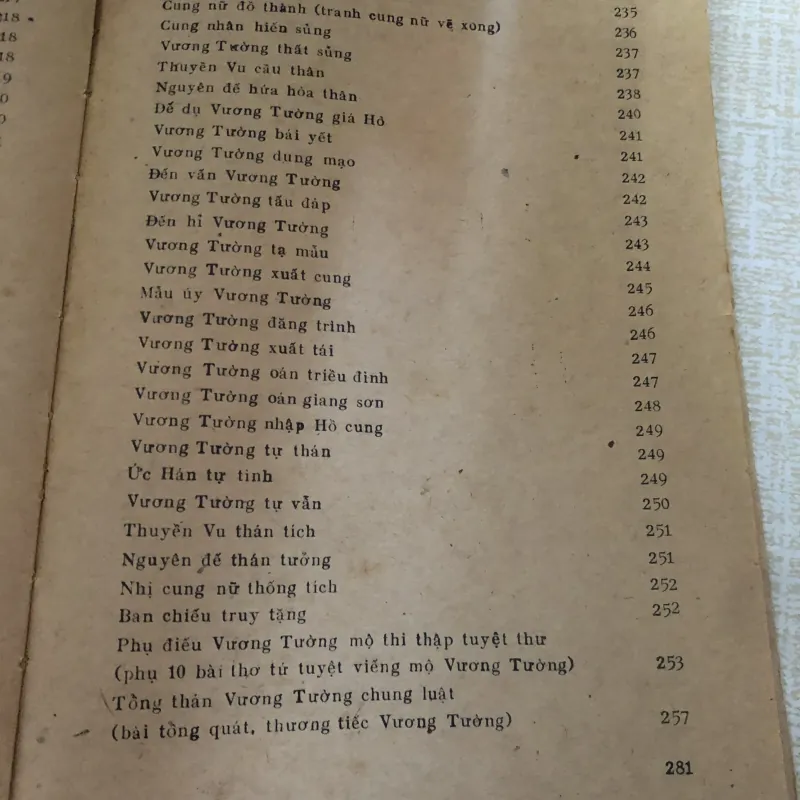 218
18
18
9
0
0
Cung nữ đồ thành (tranh cung nữ vẽ xong) 235
Cung nhân hiến sủng 236
Vương Tường thất sủng 237
Thuyền Vu cầu thân 237
Nguyên đế hứa hóa thân 238
Đế dụ Vương Tường giá Hồ 240
Vương Tường bái yết 241
Vương Tường dung mạo 241
Đến vấn Vương Tường 242
Vương Tường tấu đáp 242
Đến hỉ Vương Tường 243
Vương Tường tạ mẫu 243
Vương Tường xuất cung 244
Mẫu úy Vương Tường 245
Vương Tường đăng trình 246
Vương Tường xuất tái 246
Vương Tường oán triều đình 247
Vương Tường oán giang sơn 247
Vương Tường nhập Hồ cung 248
Vương Tường tự thán 249
Ức Hán tự tình 249
Vương Tường tự vẫn 249
Thuyền Vu thán tích 250
Nguyên đế thán tưởng 251
Nhị cung nữ thống tích 251
Ban chiếu truy tặng 252
252
Phụ điếu Vương Tường mộ thi thập tuyệt thư
(phụ 10 bài thơ tứ tuyệt viếng mộ Vương Tường) 253
Tổng thán Vương Tường chung luật
(bài tổng quát, thương tiếc Vương Tường) 257
281